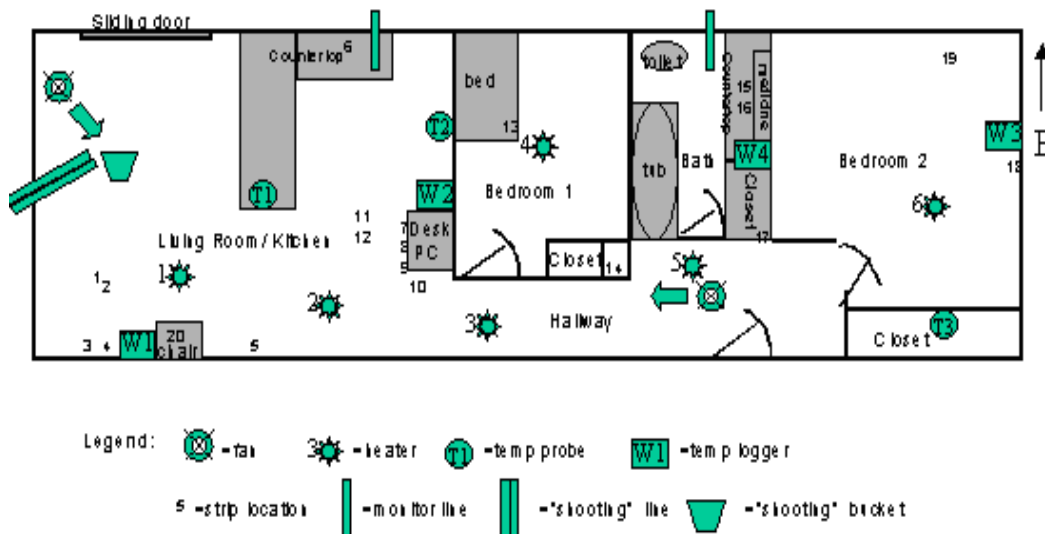 Sliding door
Countertop 6
bed
toilet
Countertop
15
16
19
T2
13
4
W4
W3
E
T1
W2
Bedroom 1
tub
Bath
Bedroom 2
18
6
11
12
7
8
9
Desk
PC
Closet
17
Living Room / Kitchen
1 2
1
10
Closet
14
5
2
3
Hallway
3 4
W1
20
chair
5
Closet
T3
Legend:
-fan
3 -heater
T1 -temp probe
W1 -temp logger
5 -strip location
-monitor line
-"shooting" line
-"shooting" bucket